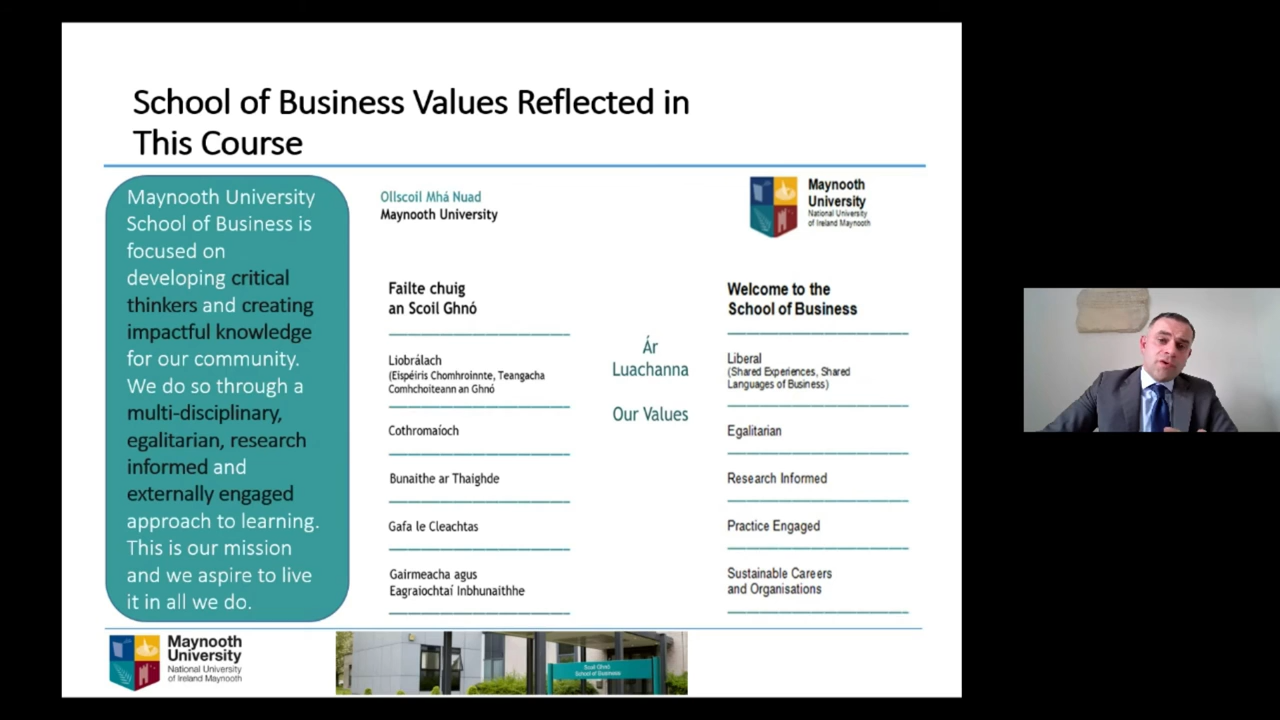 School of Business Values Reflected in
This Course
Maynooth University
School of Business is
focused on
developing critical
thinkers and creating
impactful knowledge
for our community.
We do so through a
multi-disciplinary,
egalitarian, research
informed and
externally engaged
approach to learning.
This is our mission
and we aspire to live
it in all we do.
Ollscoil Mhá Nuad
Maynooth University
Failte chuig
an Scoil Ghnó
Liobrálach
(Eispéiris Chomhroinnte, Teangacha
Comhchoiteann an Ghnó
Cothromaíoch
Bunaithe ar Thaighde
Gafa le Cleachtas
Gairmeacha agus
Eagraiochtaí Inbhunaithhe
Ár
Luachanna
Our Values
Maynooth
University
National University
of Ireland Maynooth
Welcome to the
School of Business
Liberal
(Shared Experiences, Shared
Languages of Business)
Egalitarian
Research Informed
Practice Engaged
Sustainable Careers
and Organisations
Maynooth
University
National University
of Ireland Maynooth
Scoil Ghnó
School of Business